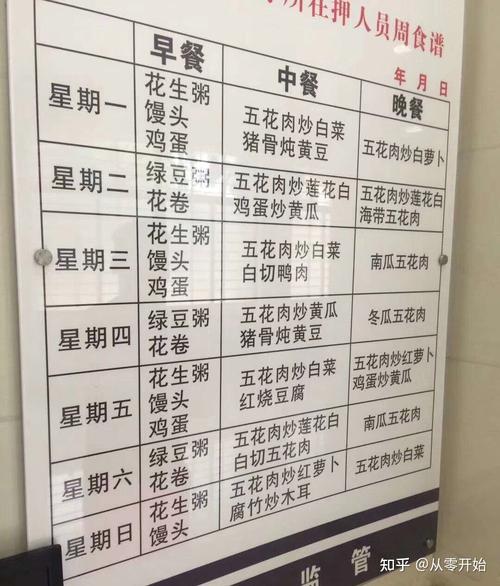 所在押人员周食谱
年 月 日
早餐 中餐 晚餐
星期一
花生粥
馒头
鸡蛋
五花肉炒白菜
猪骨炖黄豆
五花肉炒白萝卜
星期二
绿豆粥
花卷
五花肉炒莲花白
鸡蛋炒黄瓜
五花肉炒莲花白
海带五花肉
星期三
花生粥
馒头
鸡蛋
五花肉炒白菜
白切鸭肉
南瓜五花肉
星期四
绿豆粥
花卷
五花肉炒黄瓜
猪骨炖黄豆
冬瓜五花肉
星期五
花生粥
馒头
鸡蛋
五花肉炒白菜
红烧豆腐
五花肉炒红萝卜
鸡蛋炒黄瓜
星期六
绿豆粥
花卷
五花肉炒莲花白
白切五花肉
南瓜五花肉
星期日
花生粥
馒头
五花肉炒红萝卜
腐竹炒木耳
五花肉炒白菜
监管
知乎 @从零开始